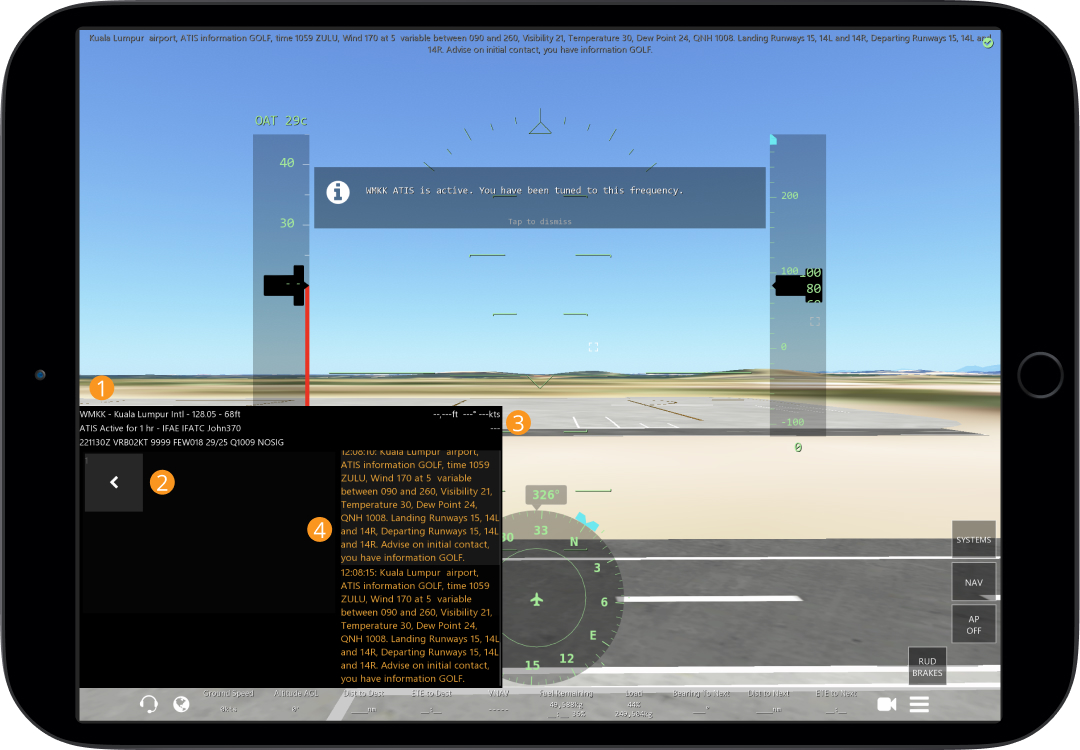 Kuala Lumpur airport, ATIS information GOLF, time 1059 ZULU, Wind 170 at 5 variable between 090 and 260, Visibility 21, Temperature 30, Dew Point 24, QNH 1008. Landing Runways 15, 14L and 14R, Departing Runways 15, 14L and
14R. Advise on initial contact, you have information GOLF.
OAT 29c
40
30
WMKK ATIS is active. You have been tuned to this frequency.
Tap to dismiss
200
100
100
80
60
0
-100
0
1
WMKK - Kuala Lumpur Intl - 128.05 - 68ft
--,---ft ---° ---kts
3
ATIS Active for 1 hr - IFAE IFATC John370
---
221130Z VRB02KT 9999 FEW018 29/25 Q1009 NOSIG
2
4
12:08:10: Kuala Lumpur airport,
ATIS information GOLF, time 1059
ZULU, Wind 170 at 5 variable
between 090 and 260, Visibility 21,
Temperature 30, Dew Point 24,
QNH 1008. Landing Runways 15, 14L
and 14R, Departing Runways 15, 14L
and 14R. Advise on initial contact,
you have information GOLF.
12:08:15: Kuala Lumpur airport,
ATIS information GOLF, time 1059
ZULU, Wind 170 at 5 variable
between 090 and 260, Visibility 21,
Temperature 30, Dew Point 24,
QNH 1008. Landing Runways 15, 14L
and 14R, Departing Runways 15, 14L
and 14R. Advise on initial contact,
you have information GOLF.
326°
30
33
N
3
6
E
12
15
SYSTEMS
NAV
AP
OFF
RUD
BRAKES
Ground Speed
Altitude AGL
Dist to Dest
ETE to Dest
VNAV
Fuel Remaining
Load
Bearing To Next
Dist to Next
ETE to Next
0kts
0'
___nm
__:__
-----
44%
___°
___nm
__:__